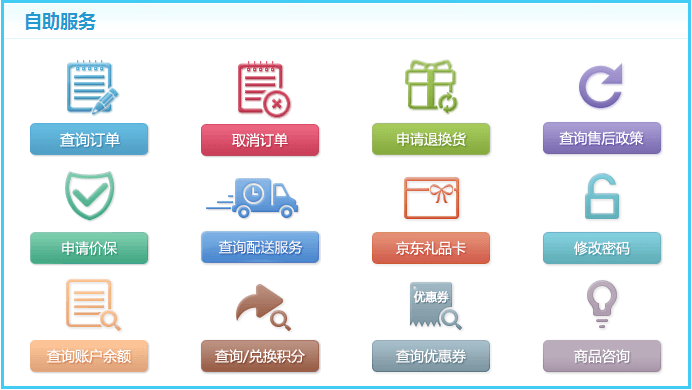 自助服务
查询订单
取消订单
申请退换货
查询售后政策
申请价保
查询配送服务
京东礼品卡
修改密码
优惠券
查询账户余额
查询/兑换积分
查询优惠券
商品咨询